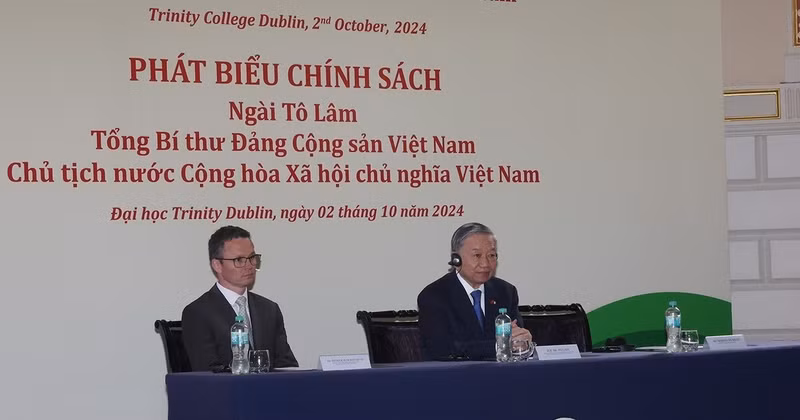 Trinity College Dublin, 2nd October, 2024
PHÁT BIỂU CHÍNH SÁCH
Ngài Tô Lâm
Tổng Bí thư Đảng Cộng sản Việt Nam
Chủ tịch nước Cộng hòa Xã hội chủ nghĩa Việt Nam
Đại học Trinity Dublin, ngày 02 tháng 10 năm 2024